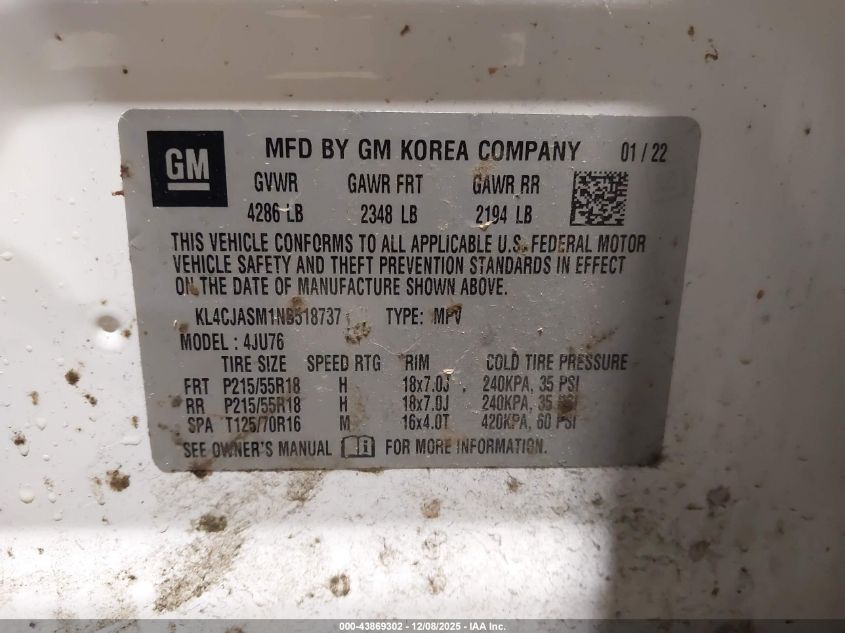 GM
MFD BY GM KOREA COMPANY 01 / 22
GVWR GAWR FRT GAWR RR
4286 LB 2348 LB 2194 LB
THIS VEHICLE CONFORMS TO ALL APPLICABLE U.S. FEDERAL MOTOR
VEHICLE SAFETY AND THEFT PREVENTION STANDARDS IN EFFECT
ON THE DATE OF MANUFACTURE SHOWN ABOVE.
KL4CJASM1NB518737 TYPE: MPV
MODEL : 4JU76
TIRE SIZE SPEED RTG RIM COLD TIRE PRESSURE
FRT P215/55R18 H 18x7.0J , 240KPA, 35 PSI
RR P215/55R18 H 18x7.0J 240KPA, 35 PSI
SPA T125/70R16 M 16x4.0T 420KPA, 60 PSI
SEE OWNER'S MANUAL FOR MORE INFORMATION.
000-43869302 - 12/08/2025 - IAA Inc.